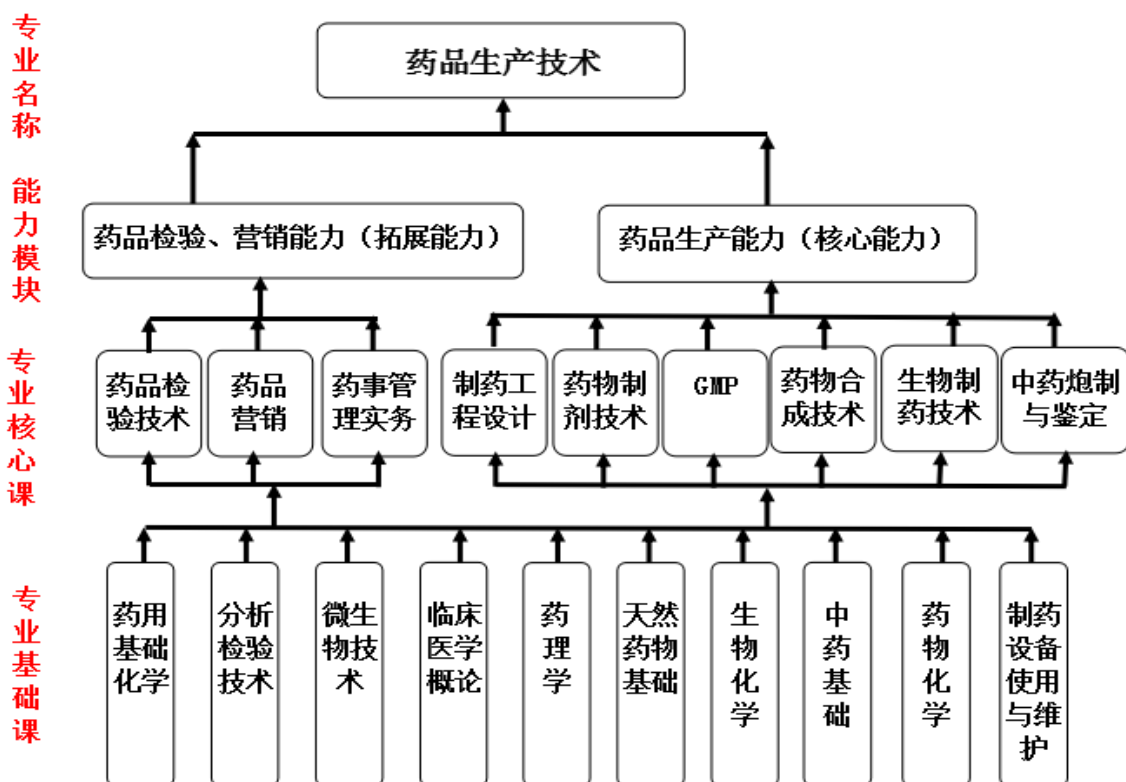 专业名称
药品生产技术
能力模块
药品检验、营销能力（拓展能力）
药品生产能力（核心能力）
专业核心课
药品检
验技术
药品
营销
药事管
理实务
制药工
程设计
药物制
剂技术
GMP
药物合
成技术
生物制
药技术
中药炮制
与鉴定
专业基础课
药用
基础
化学
分析
检验
技术
微生
物技
术
临床
医学
概论
药
理
学
天然
药物
基础
生
物
化
学
中
药
基
础
药
物
化
学
制药
设备
使用
与维
护